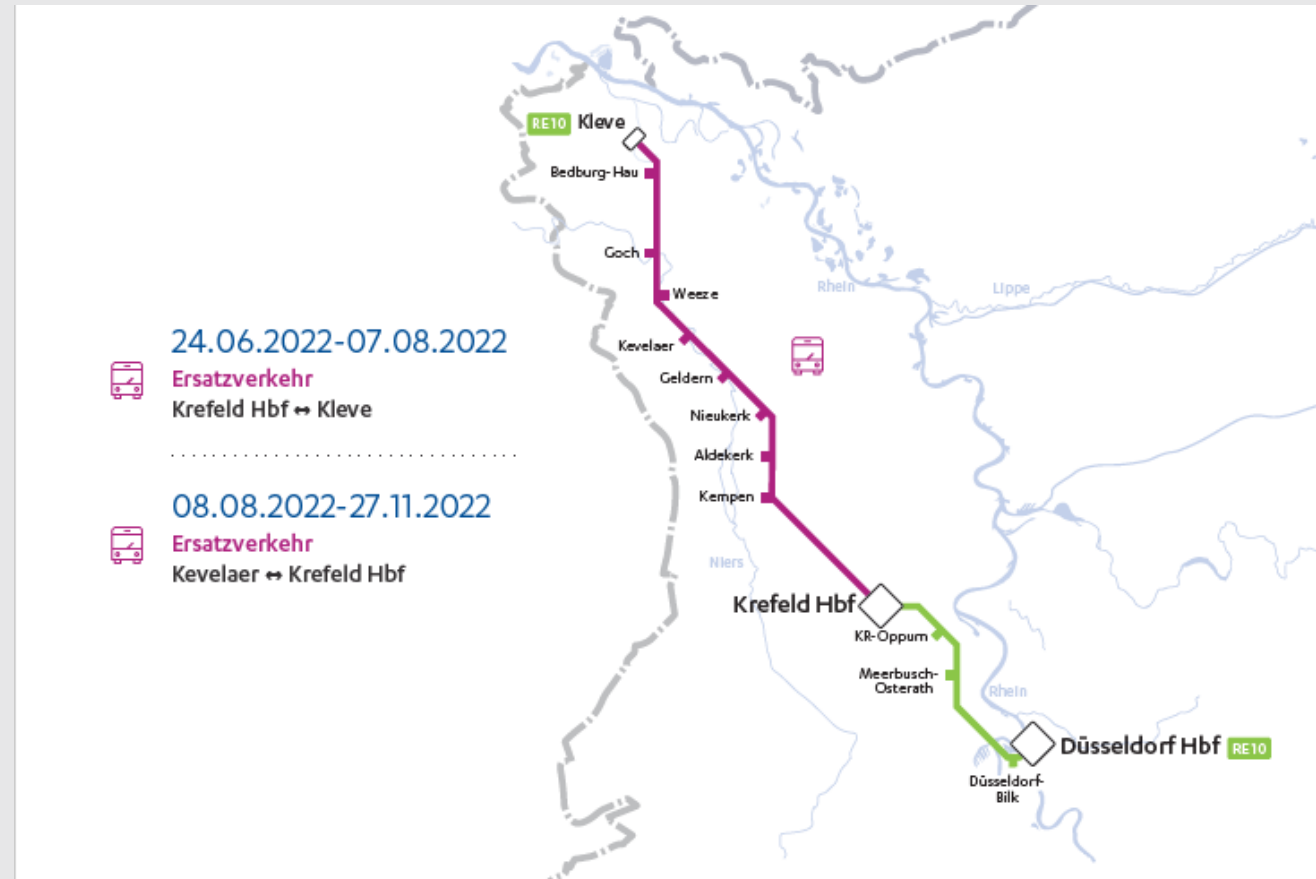 RE10 Kleve
Bedburg-Hau
Goch
Weeze
Rhein
Lippe
24.06.2022-07.08.2022
Ersatzverkehr
Krefeld Hbf ↔ Kleve
Kevelaer
Geldern
Nieukerk
Aldekerk
Kempen
08.08.2022-27.11.2022
Ersatzverkehr
Kevelaer ↔ Krefeld Hbf
Niers
Krefeld Hbf
KR-Oppum
Meerbusch-
Osterath
Rhein
Düsseldorf Hbf RE10
Düsseldorf-
Bilk